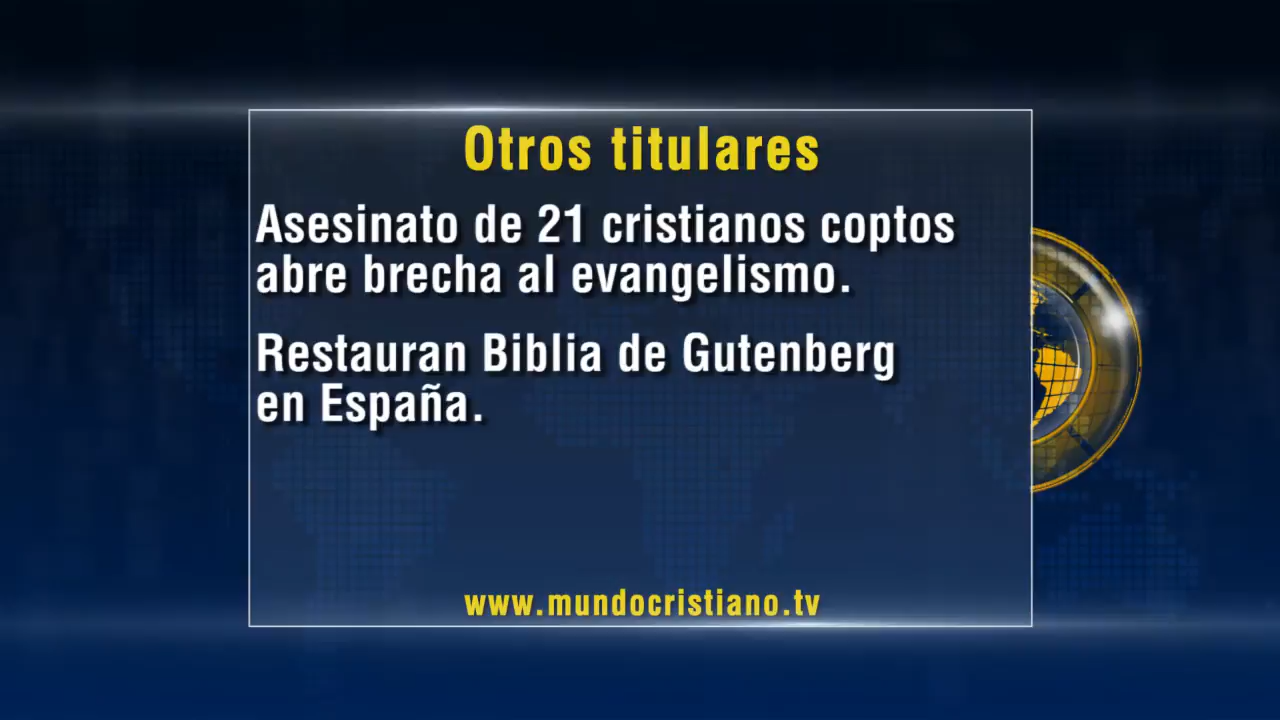 Otros titulares
Asesinato de 21 cristianos coptos
abre brecha al evangelismo.
Restauran Biblia de Gutenberg
en España.
www.mundocristiano.tv